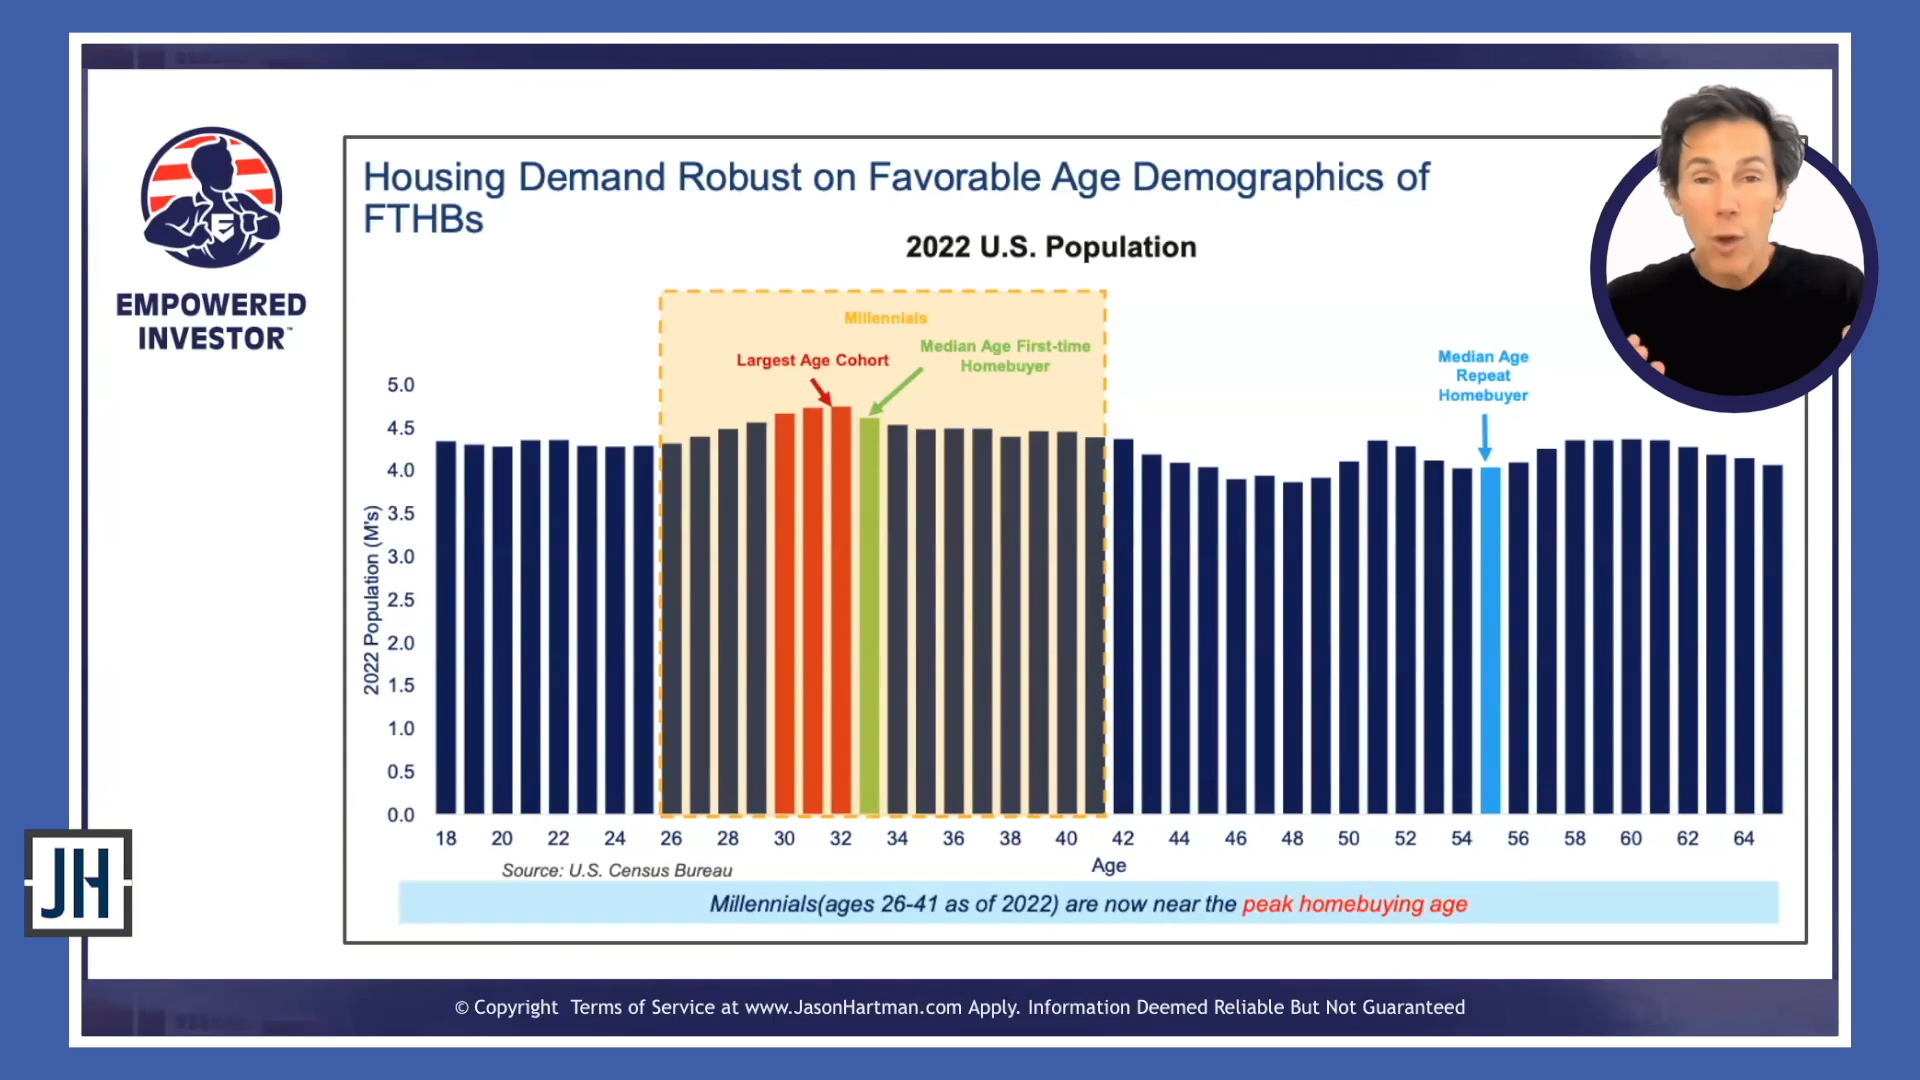 EMPOWERED
INVESTOR™
Housing Demand Robust on Favorable Age Demographics of
FTHBs
2022 U.S. Population
Millennials
Largest Age Cohort
Median Age First-time
Homebuyer
Median Age
Repeat
Homebuyer
5.0
4.5
4.0
3.5
3.0
2.5
2.0
1.5
1.0
0.5
0.0
2022 Population (M's)
18 20 22 24 26 28 30 32 34 36 38 40 42 44 46 48 50 52 54 56 58 60 62 64
Age
Source: U.S. Census Bureau
Millennials(ages 26-41 as of 2022) are now near the peak homebuying age
JH
© Copyright Terms of Service at www.JasonHartman.com Apply. Information Deemed Reliable But Not Guaranteed